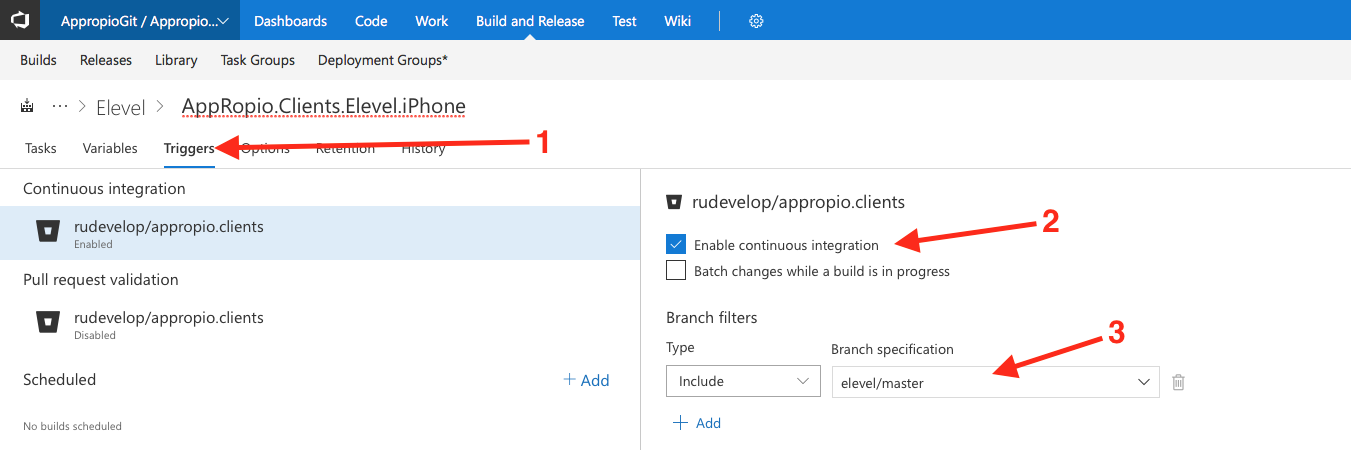 AppropioGit / Appropio... Dashboards Code Work Build and Release Test Wiki
Builds Releases Library Task Groups Deployment Groups*
... > Elevel > AppRopio.Clients.Elevel.iPhone
Tasks Variables Triggers Options Retention History 1
Continuous integration
rudevelop/appropio.clients
Enabled
Pull request validation
rudevelop/appropio.clients
Disabled
Scheduled + Add
No builds scheduled
rudevelop/appropio.clients
Enable continuous integration 2
Batch changes while a build is in progress
Branch filters
Type Branch specification 3
Include elevel/master
+ Add